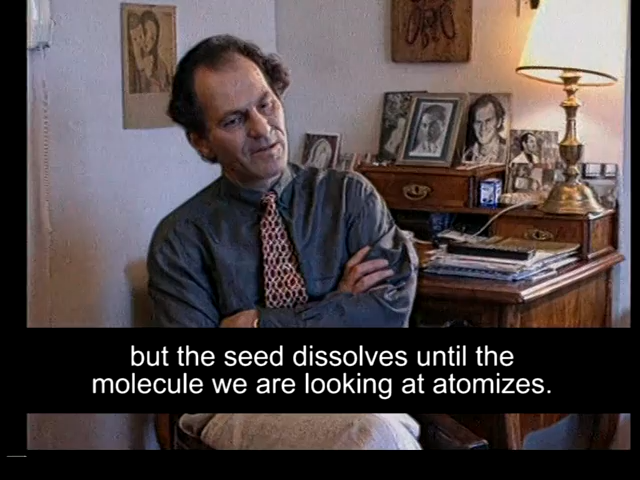 but the seed dissolves until the
molecule we are looking at atomizes.